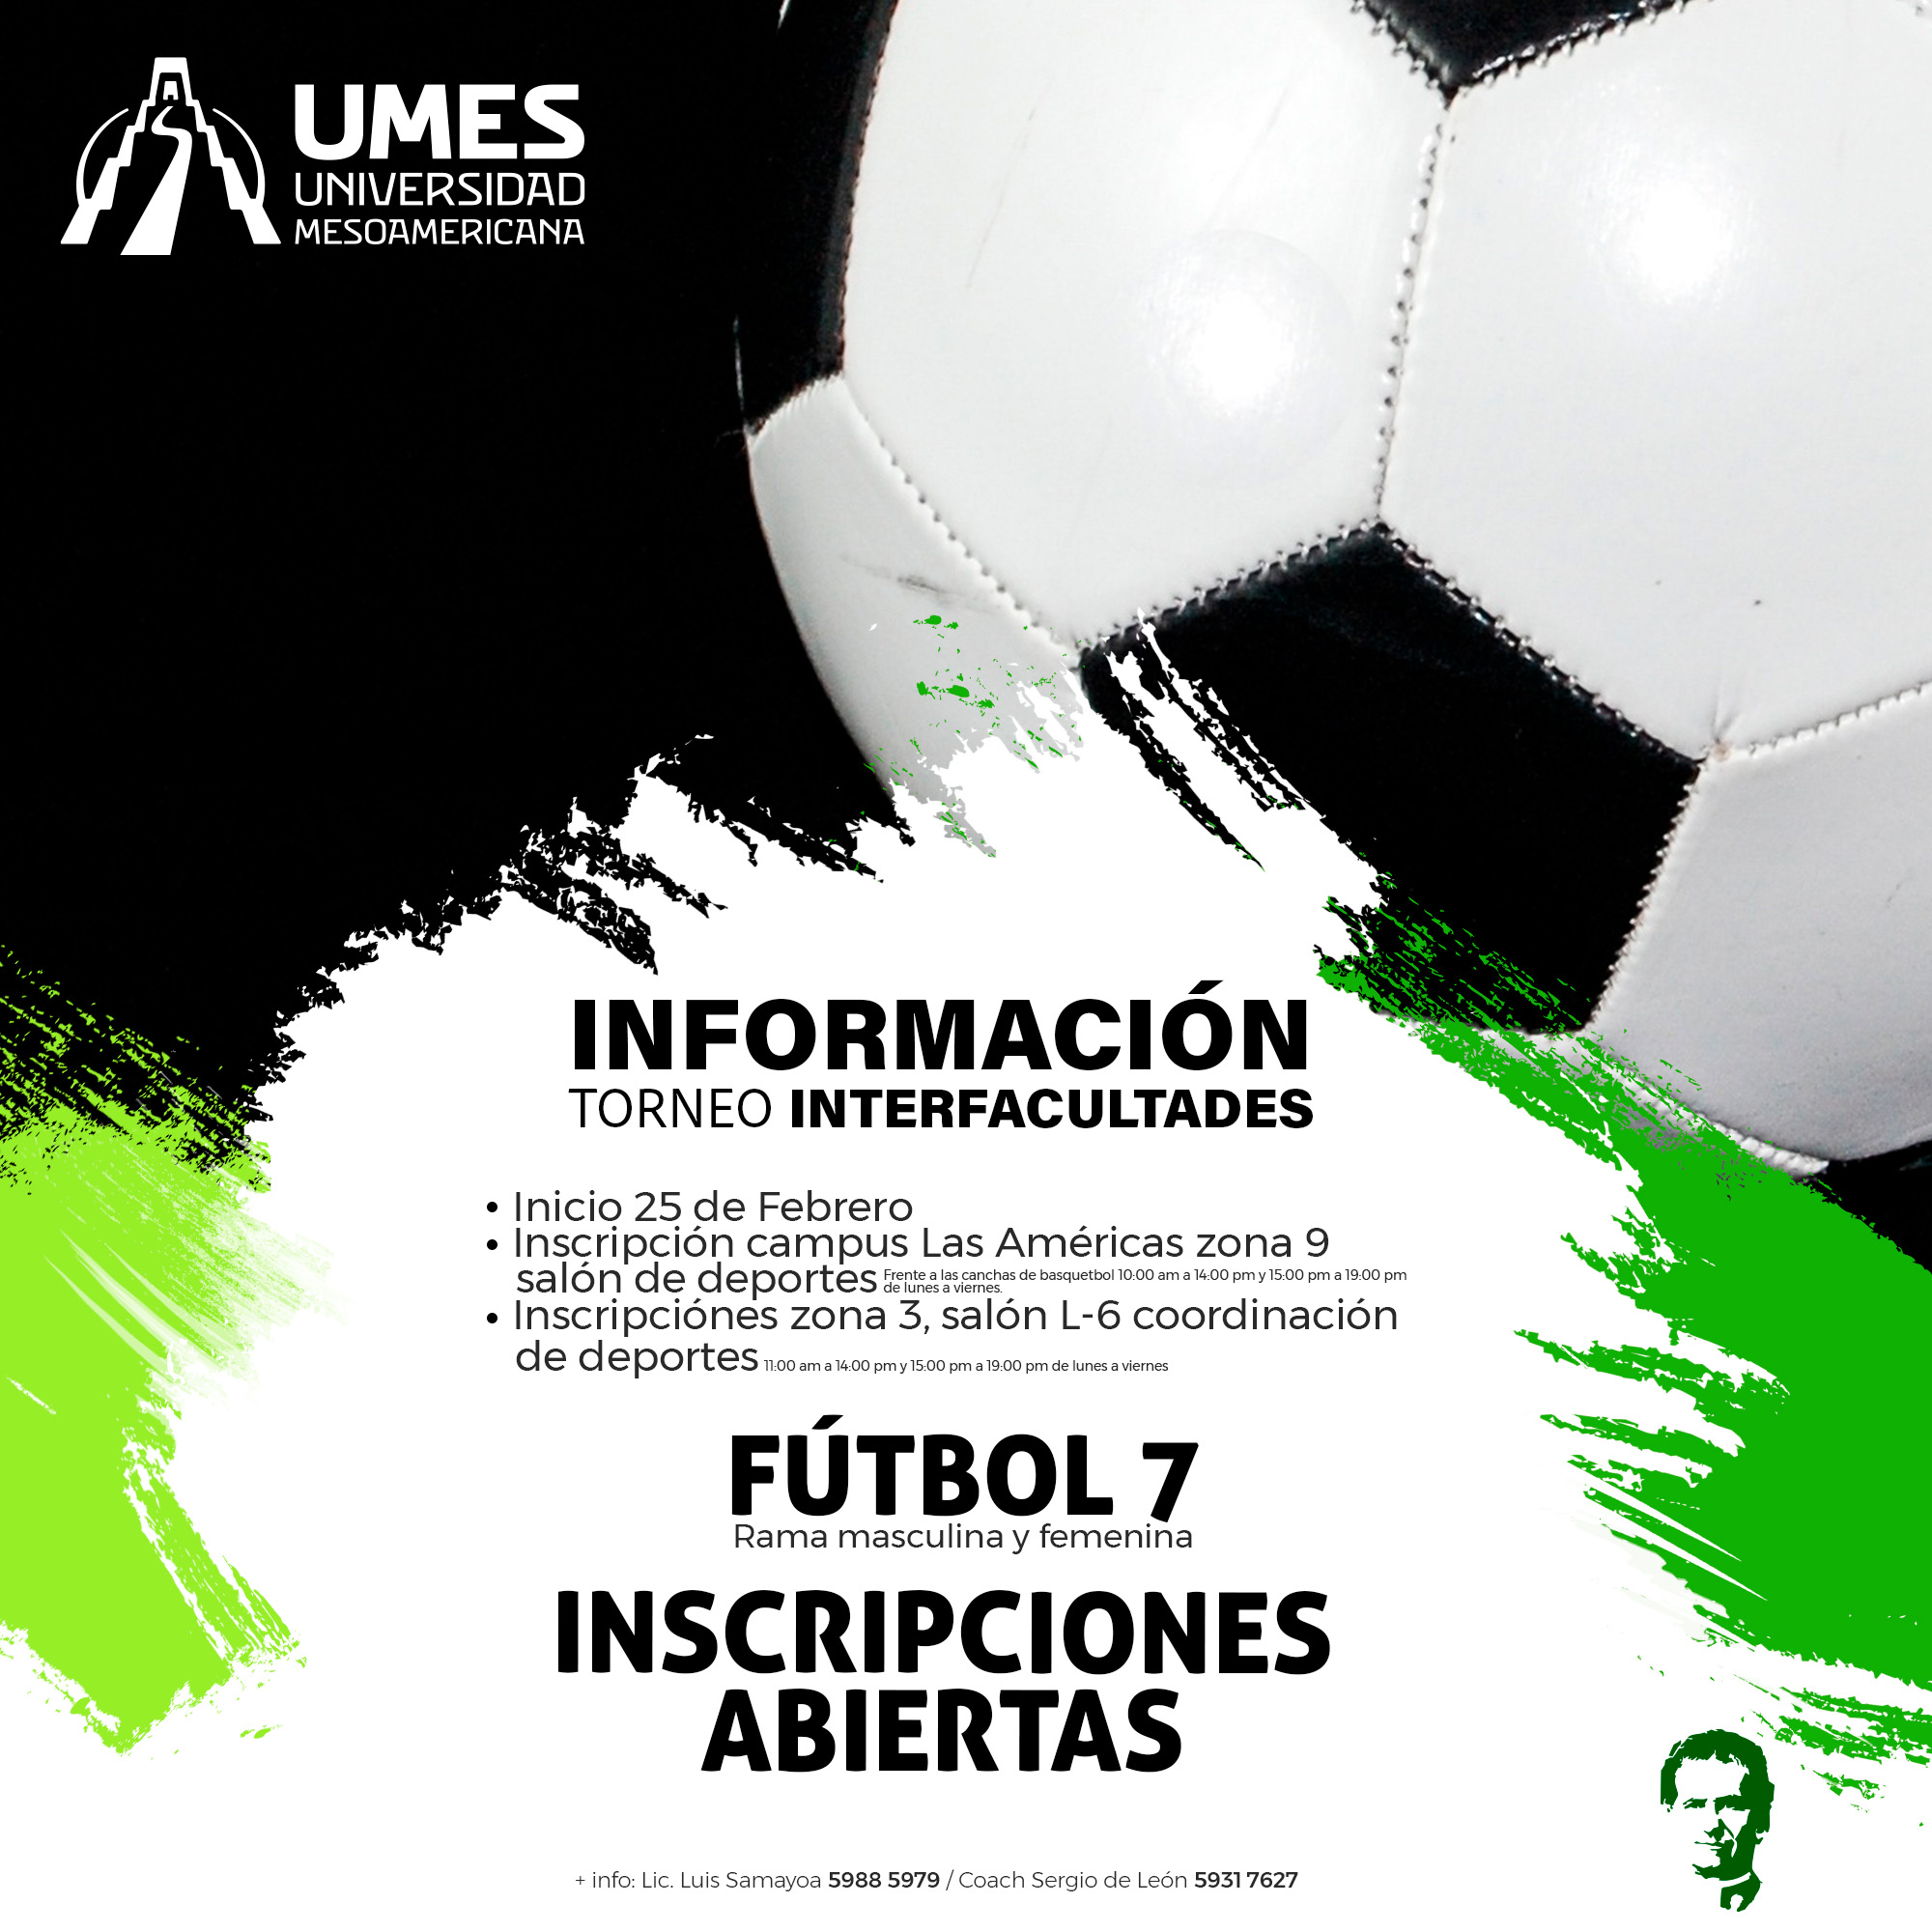 UMES
UNIVERSIDAD
MESOAMERICANA
INFORMACIÓN
TORNEO INTERFACULTADES
• Inicio 25 de Febrero
• Inscripción campus Las Américas zona 9
salón de deportes Frente a las canchas de basquetbol 10:00 am a 14:00 pm y 15:00 pm a 19:00 pm
de lunes a viernes.
• Inscripciónes zona 3, salón L-6 coordinación
de deportes 11:00 am a 14:00 pm y 15:00 pm a 19:00 pm de lunes a viernes
FÚTBOL 7
Rama masculina y femenina
INSCRIPCIONES
ABIERTAS
+ info: Lic. Luis Samayoa 5988 5979 / Coach Sergio de León 5931 7627